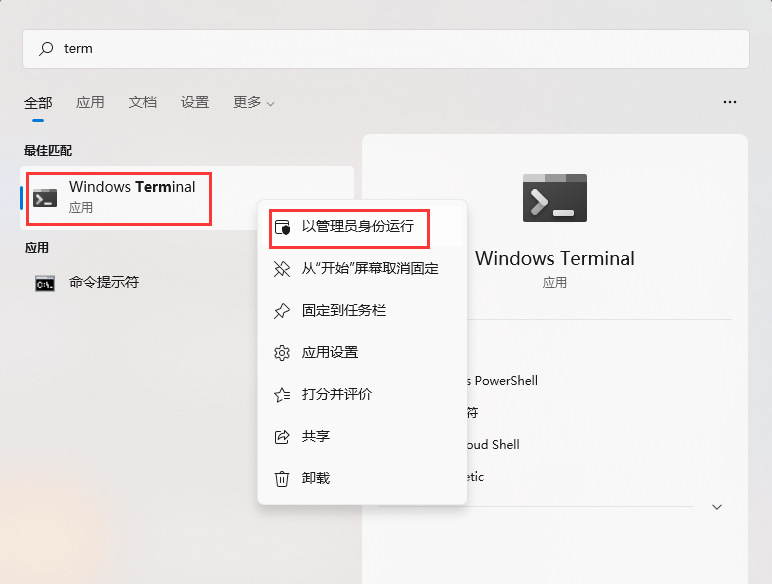 term
全部 应用 文档 设置 更多
最佳匹配
Windows Terminal
应用
应用
命令提示符
以管理员身份运行
从“开始”屏幕取消固定
固定到任务栏
应用设置
打分并评价
共享
卸载
Windows Terminal
应用
PowerShell
符
Shell